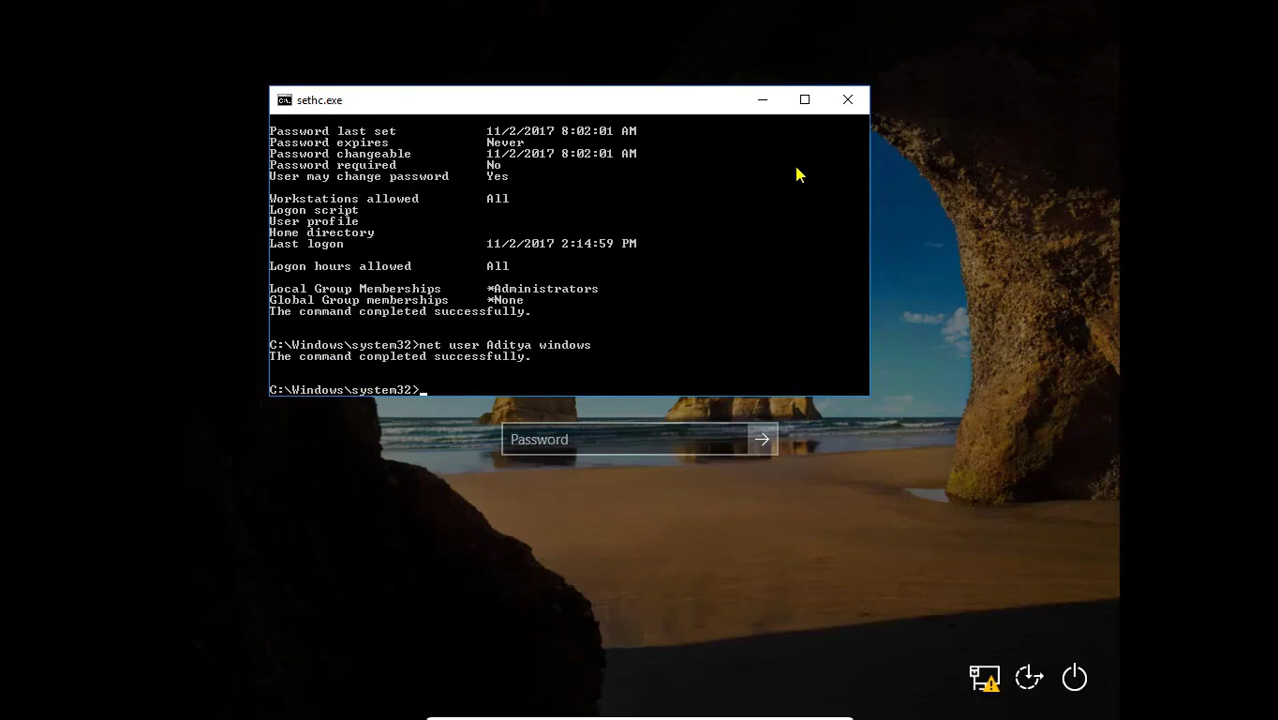 sethc.exe
Password last set 11/2/2017 8:02:01 AM
Password expires Never
Password changeable 11/2/2017 8:02:01 AM
Password required No
User may change password Yes
Workstations allowed All
Logon script
User profile
Home directory
Last logon 11/2/2017 2:14:59 PM
Logon hours allowed All
Local Group Memberships *Administrators
Global Group memberships *None
The command completed successfully.
C:\Windows\system32>net user Aditya windows
The command completed successfully.
C:\Windows\system32>
Password